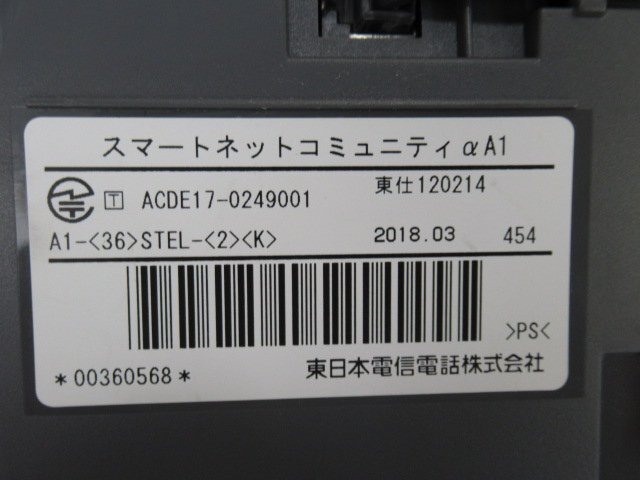 スマートネットコミュニティαA1
T ACDE17-0249001 東仕120214
A1-<36>STEL-<2><K> 2018.03 454
>PS<
*00360568* 東日本電信電話株式会社